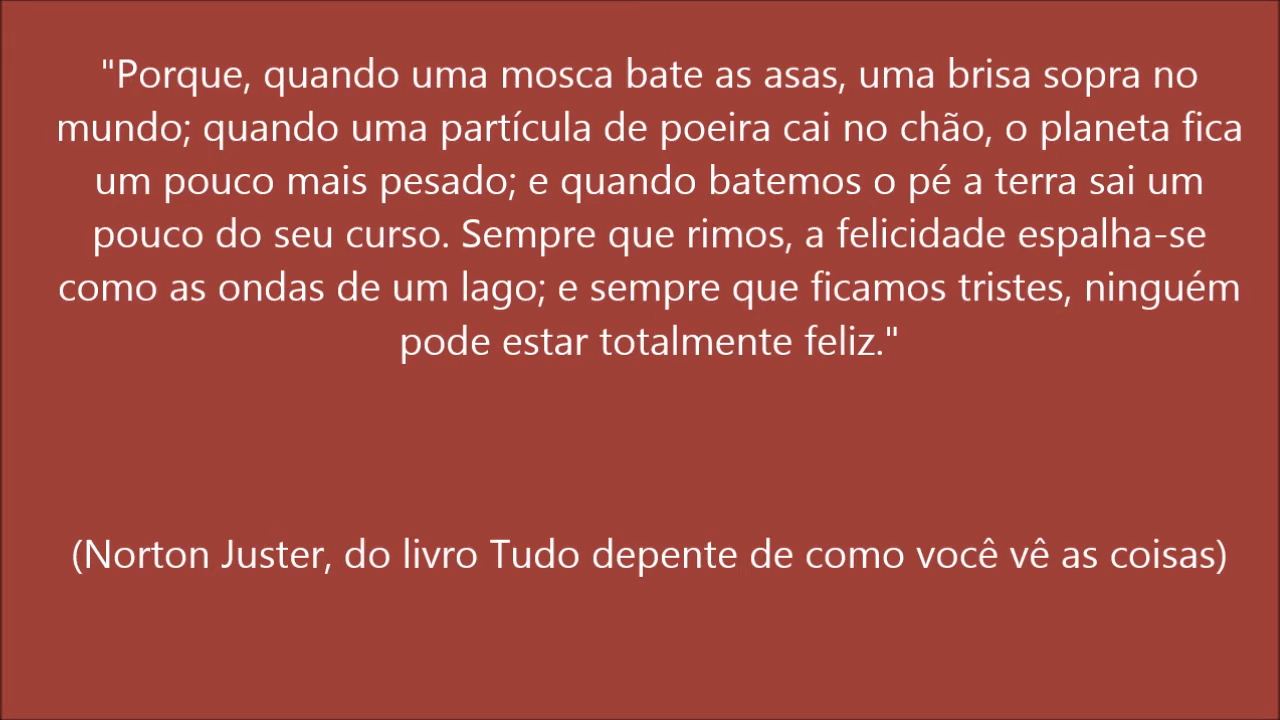 "Porque, quando uma mosca bate as asas, uma brisa sopra no
mundo; quando uma partícula de poeira cai no chão, o planeta fica
um pouco mais pesado; e quando batemos o pé a terra sai um
pouco do seu curso. Sempre que rimos, a felicidade espalha-se
como as ondas de um lago; e sempre que ficamos tristes, ninguém
pode estar totalmente feliz."
(Norton Juster, do livro Tudo depente de como você vê as coisas)